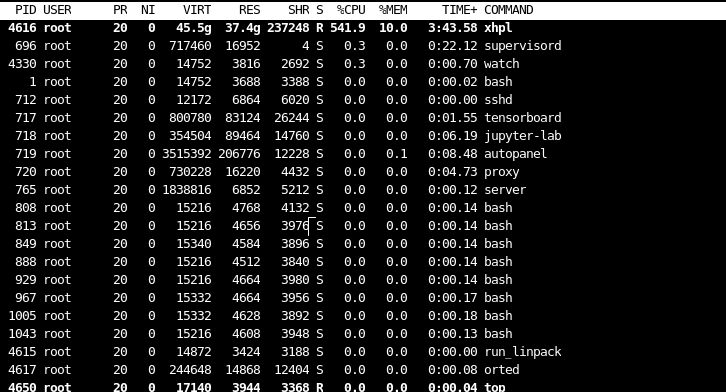 PID USER PR NI VIRT RES SHR S %CPU %MEM TIME+ COMMAND
4616 root 20 0 45.5g 37.4g 237248 R 541.9 10.0 3:43.58 xhpl
696 root 20 0 717460 16952 4 S 0.3 0.0 0:22.12 supervisord
4330 root 20 0 14752 3816 2692 S 0.3 0.0 0:00.70 watch
1 root 20 0 14752 3688 3388 S 0.0 0.0 0:00.02 bash
712 root 20 0 12172 6864 6020 S 0.0 0.0 0:00.00 sshd
717 root 20 0 800780 83124 26244 S 0.0 0.0 0:01.55 tensorboard
718 root 20 0 354504 89464 14760 S 0.0 0.0 0:06.19 jupyter-lab
719 root 20 0 3515392 206776 12228 S 0.0 0.1 0:08.48 autopanel
720 root 20 0 730228 16220 4432 S 0.0 0.0 0:04.73 proxy
765 root 20 0 1838816 6852 5212 S 0.0 0.0 0:00.12 server
808 root 20 0 15216 4768 4132 S 0.0 0.0 0:00.14 bash
813 root 20 0 15216 4656 3976 S 0.0 0.0 0:00.14 bash
849 root 20 0 15340 4584 3896 S 0.0 0.0 0:00.14 bash
888 root 20 0 15216 4512 3840 S 0.0 0.0 0:00.14 bash
929 root 20 0 15216 4664 3980 S 0.0 0.0 0:00.14 bash
967 root 20 0 15332 4664 3956 S 0.0 0.0 0:00.17 bash
1005 root 20 0 15332 4628 3892 S 0.0 0.0 0:00.18 bash
1043 root 20 0 15216 4608 3948 S 0.0 0.0 0:00.13 bash
4615 root 20 0 14872 3424 3188 S 0.0 0.0 0:00.00 run_linpack
4617 root 20 0 244648 14868 12404 S 0.0 0.0 0:00.08 orted
4650 root 20 0 17140 3944 3368 R 0.0 0.0 0:00.04 top